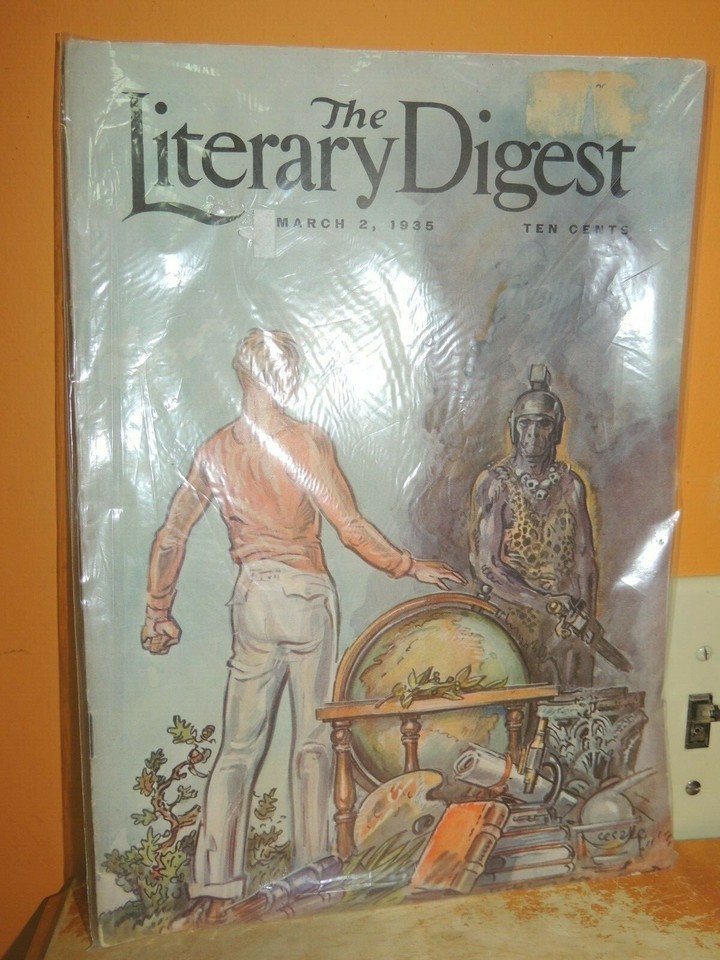 The
Literary Digest
MARCH 2, 1935 TEN CENTS